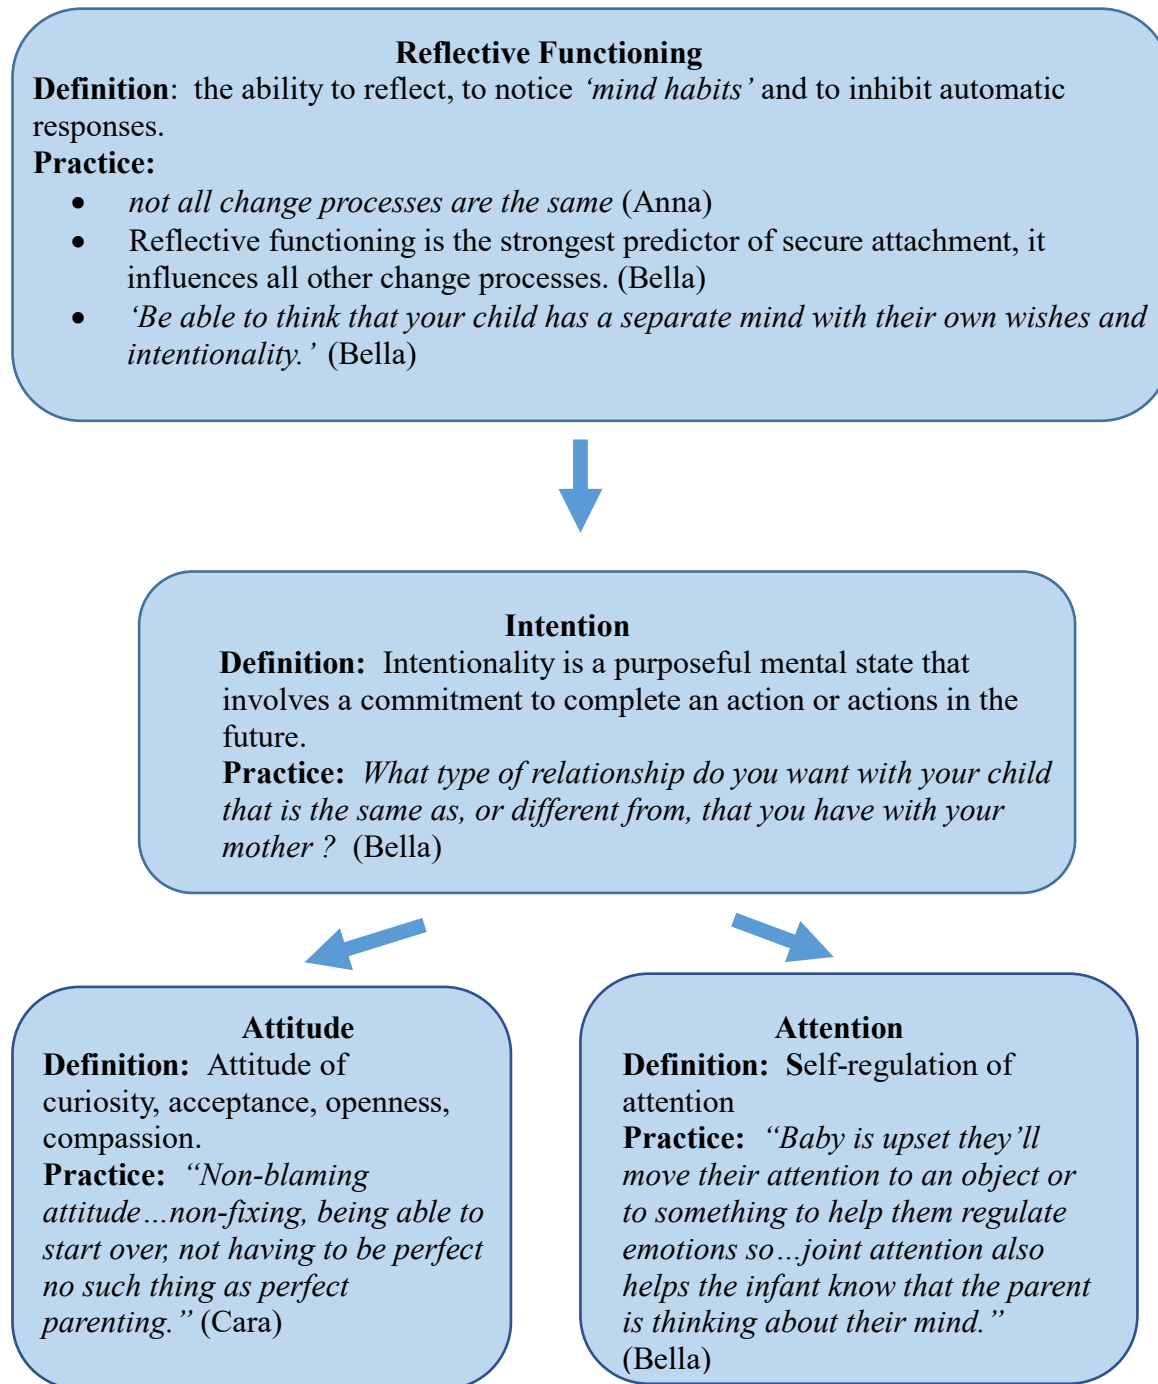 Reflective Functioning
Definition: the ability to reflect, to notice ‘mind habits’ and to inhibit automatic
responses.
Practice:
• not all change processes are the same (Anna)
• Reflective functioning is the strongest predictor of secure attachment, it
influences all other change processes. (Bella)
• ‘Be able to think that your child has a separate mind with their own wishes and
intentionality.’ (Bella)
Intention
Definition: Intentionality is a purposeful mental state that
involves a commitment to complete an action or actions in the
future.
Practice: What type of relationship do you want with your child
that is the same as, or different from, that you have with your
mother ? (Bella)
Attitude
Definition: Attitude of
curiosity, acceptance, openness,
compassion.
Practice: “Non-blaming
attitude…non-fixing, being able to
start over, not having to be perfect
no such thing as perfect
parenting.” (Cara)
Attention
Definition: Self-regulation of
attention
Practice: “Baby is upset they’ll
move their attention to an object or
to something to help them regulate
emotions so…joint attention also
helps the infant know that the parent
is thinking about their mind.”
(Bella)